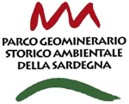 PARCO GEOMINERARIO
STORICO AMBIENTALE
DELLA SARDEGNA